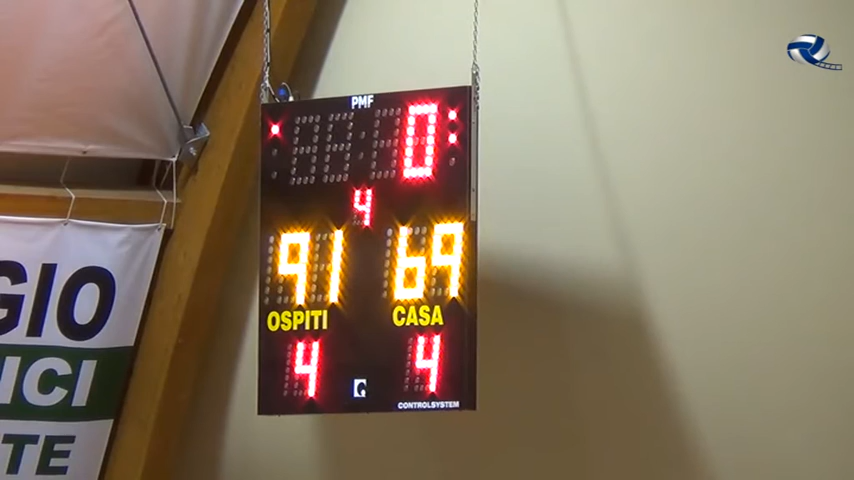 PMF
0
4
91 69
OSPITI CASA
4 4
CONTROLSYSTEM
GIO
ICI
TE